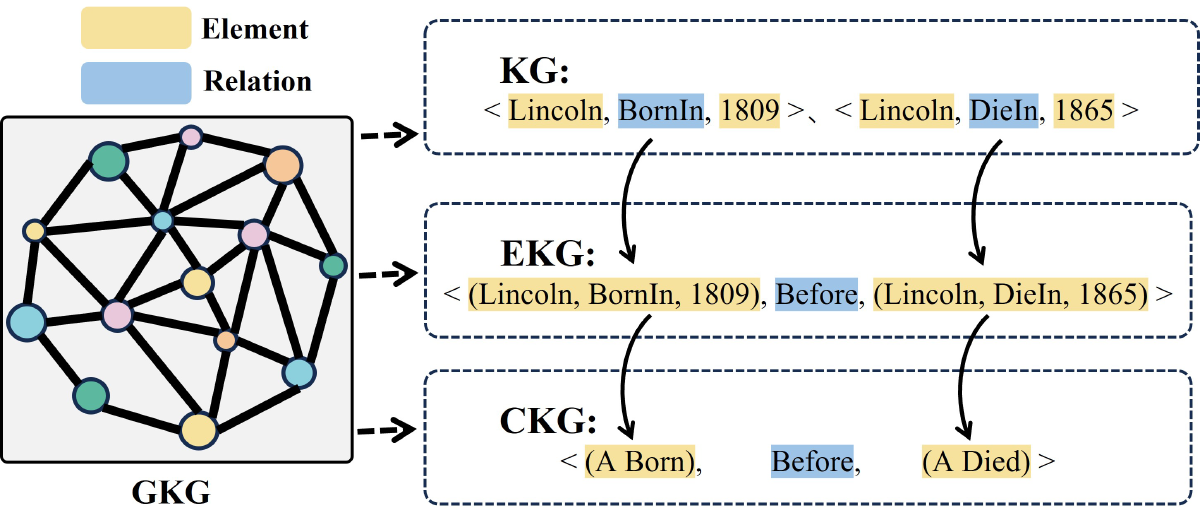 Element
Relation
KG:
< Lincoln, BornIn, 1809 >、< Lincoln, DieIn, 1865 >
EKG:
< (Lincoln, BornIn, 1809), Before, (Lincoln, DieIn, 1865) >
CKG:
< (A Born), Before, (A Died) >
GKG